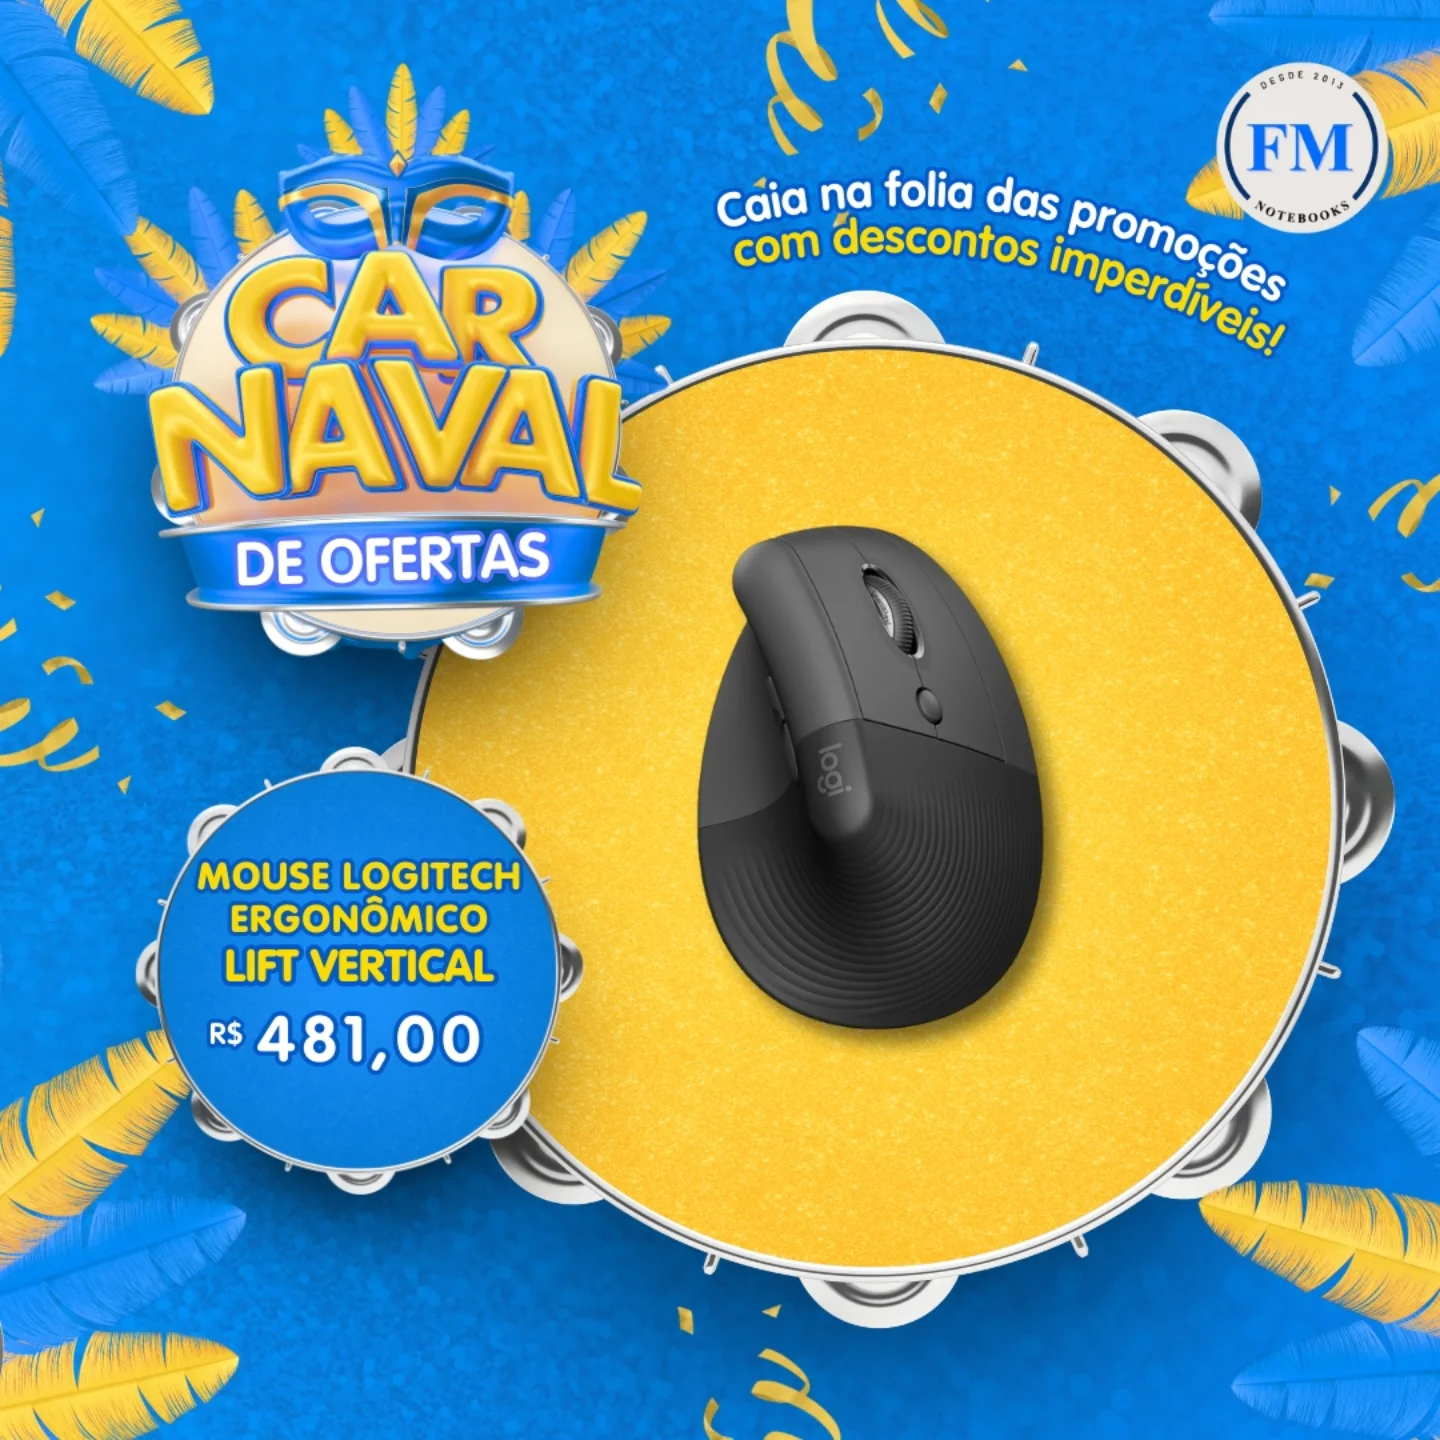 DESDE 2013
FM
NOTEBOOKS
Caia na folia das promoções
com descontos imperdíveis!
CAR
NAVAL
DE OFERTAS
logi
MOUSE LOGITECH
ERGONÔMICO
LIFT VERTICAL
R$ 481,00